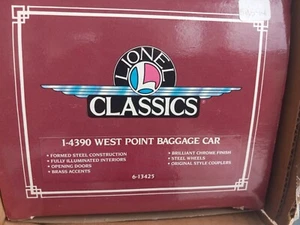 LIONEL
L
CLASSICS
1-4390 WEST POINT BAGGAGE CAR
• FORMED STEEL CONSTRUCTION
• FULLY ILLUMINATED INTERIORS
• OPENING DOORS
• BRASS ACCENTS
• BRILLIANT CHROME FINISH
• STEEL WHEELS
• ORIGINAL STYLE COUPLERS
6-13425